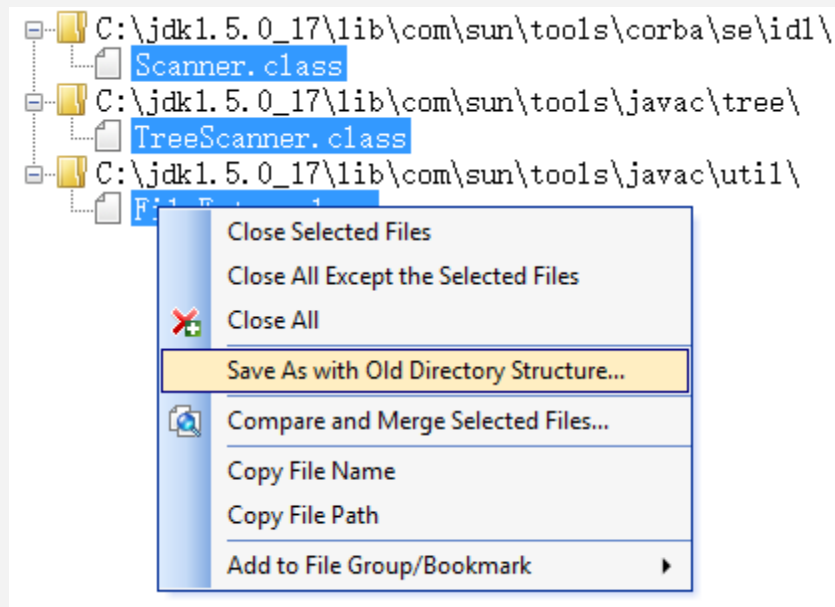 C:\jdk1.5.0_17\lib\com\sun\tools\corba\se\idl\
Scanner.class
C:\jdk1.5.0_17\lib\com\sun\tools\javac\tree\
TreeScanner.class
C:\jdk1.5.0_17\lib\com\sun\tools\javac\util\
Close Selected Files
Close All Except the Selected Files
Close All
Save As with Old Directory Structure...
Compare and Merge Selected Files...
Copy File Name
Copy File Path
Add to File Group/Bookmark